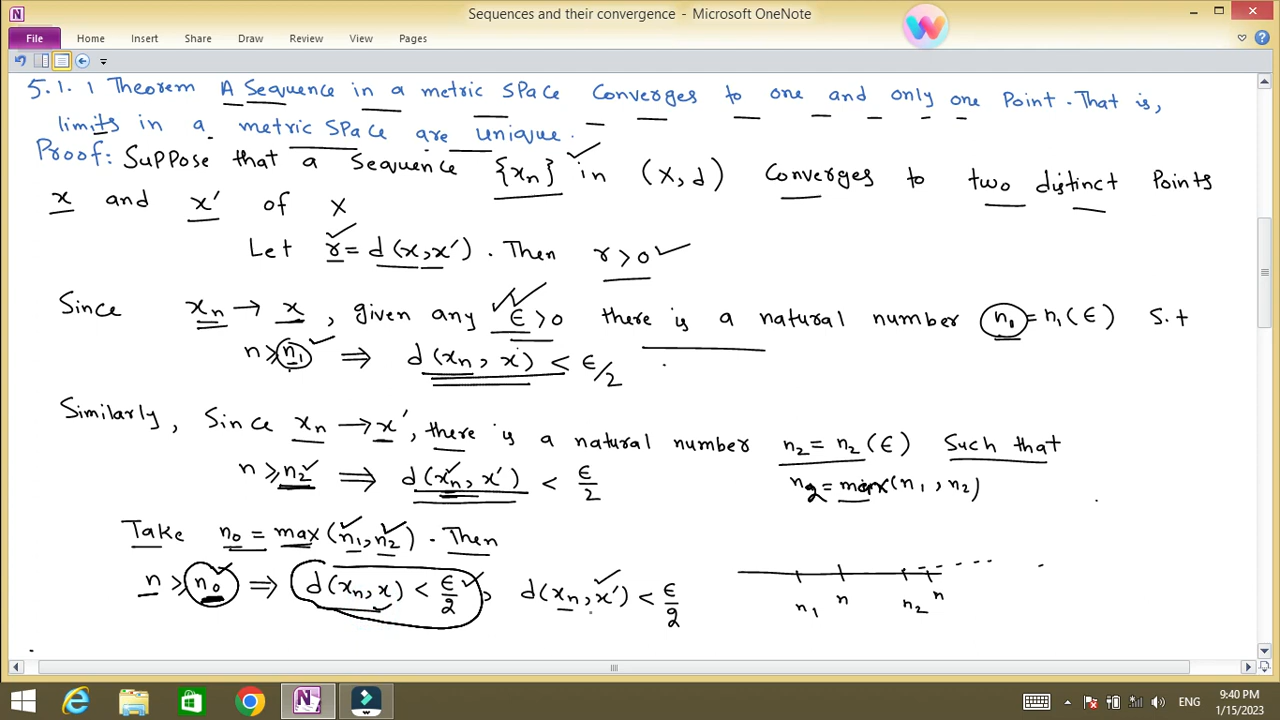 Sequences and their convergence - Microsoft OneNote
File Home Insert Share Draw Review View Pages
5.1.1 Theorem A Sequence in a metric Space Converges to one and only one Point. That is,
limits in a metric Space are unique.
Proof: Suppose that a Sequence {xₙ} in (X, d) Converges to two distinct Points
x and x' of X
Let r = d(x, x'). Then r > 0
Since xₙ → x, given any ϵ > 0 there is a natural number n₁ = n₁(ϵ) s.t
n ≥ n₁ ⇒ d(xₙ, x) < ϵ/2
Similarly, Since xₙ → x', there is a natural number n₂ = n₂(ϵ) Such that
n ≥ n₂ ⇒ d(xₙ, x') < ϵ/2
(n₁, n₂)
Take n₀ = max(n₁, n₂). Then
n ≥ n₀ ⇒ d(xₙ, x) < ϵ/2, d(xₙ, x') < ϵ/2
n₁ n n₂ n
ENG
9:40 PM
1/15/2023